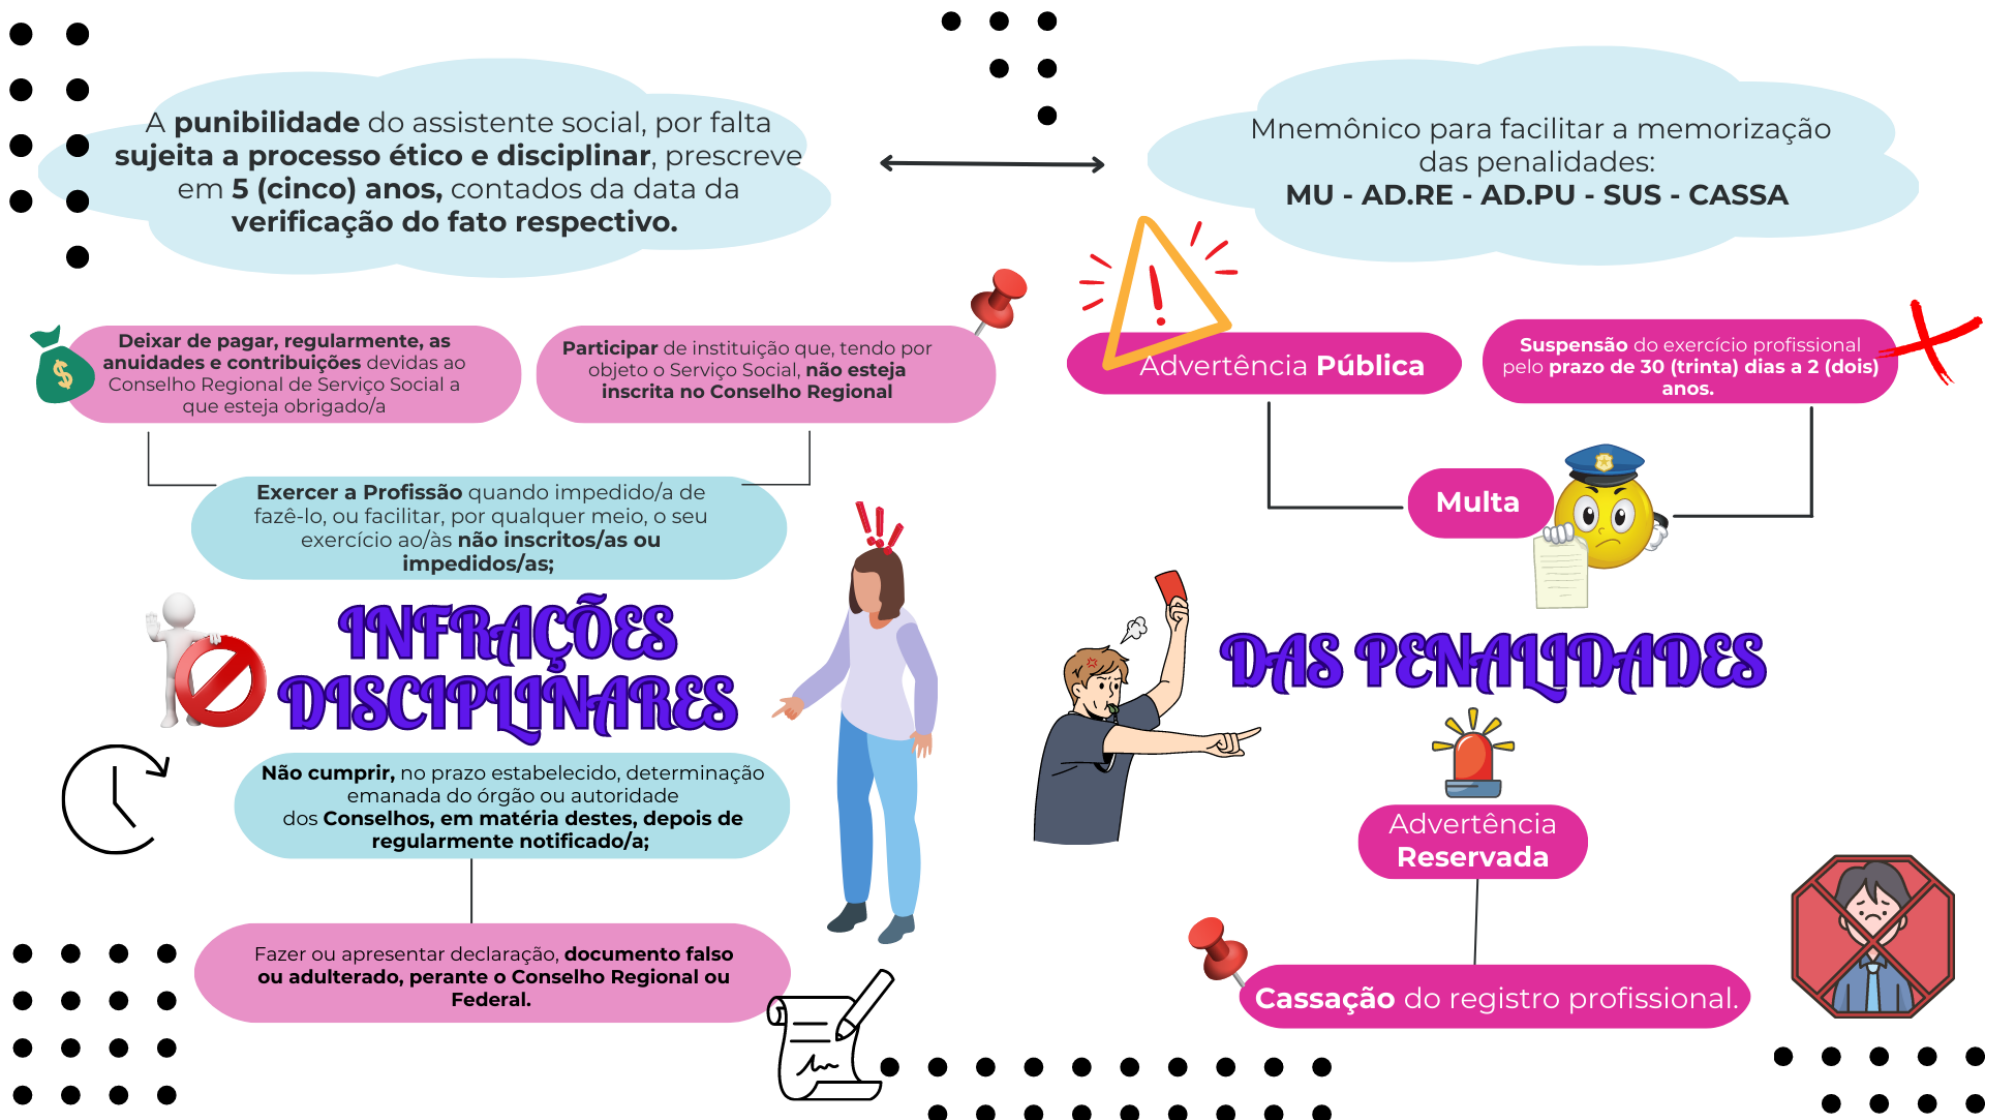 A punibilidade do assistente social, por falta
sujeita a processo ético e disciplinar, prescreve
em 5 (cinco) anos, contados da data da
verificação do fato respectivo.
Mnemônico para facilitar a memorização
das penalidades:
MU - AD.RE - AD.PU - SUS - CASSA
Deixar de pagar, regularmente, as
anuidades e contribuições devidas ao
Conselho Regional de Serviço Social a
que esteja obrigado/a
Participar de instituição que, tendo por
objeto o Serviço Social, não esteja
inscrita no Conselho Regional
Exercer a Profissão quando impedido/a de
fazê-lo, ou facilitar, por qualquer meio, o seu
exercício ao/às não inscritos/as ou
impedidos/as;
INFRAÇÕES
DISCIPLINARES
Não cumprir, no prazo estabelecido, determinação
emanada do órgão ou autoridade
dos Conselhos, em matéria destes, depois de
regularmente notificado/a;
Fazer ou apresentar declaração, documento falso
ou adulterado, perante o Conselho Regional ou
Federal.
Advertência Pública
Suspensão do exercício profissional
pelo prazo de 30 (trinta) dias a 2 (dois)
anos.
Multa
DAS PENALIDADES
Advertência
Reservada
Cassação do registro profissional.